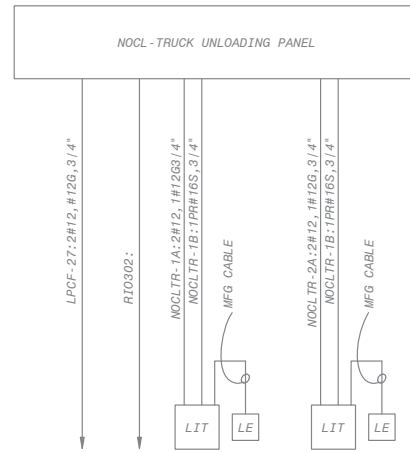 NOCL-TRUCK UNLOADING PANEL
LPCF-27:2#12,#12G,3/4"
RIO302:
NOCLTR-1A:2#12,1#12G3/4"
NOCLTR-1B:1PR#16S,3/4"
MFG CABLE
NOCLTR-2A:2#12,1#12G,3/4"
NOCLTR-1B:1PR#16S,3/4"
MFG CABLE
LIT
LE
LIT
LE